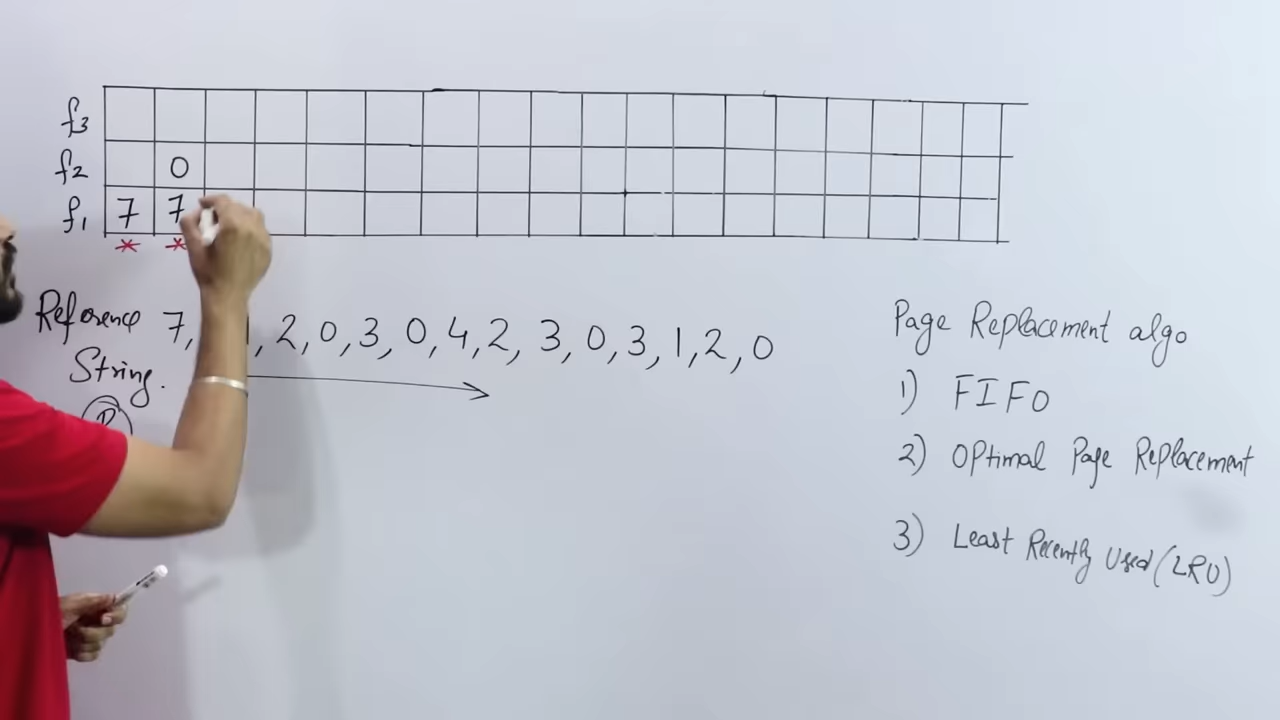 f3
f2 0
f1 7 7
* *
Reference 7, 1, 2, 0, 3, 0, 4, 2, 3, 0, 3, 1, 2, 0
String.
Page Replacement algo
1) FIFO
2) Optimal Page Replacement
3) Least Recently Used (LRU)